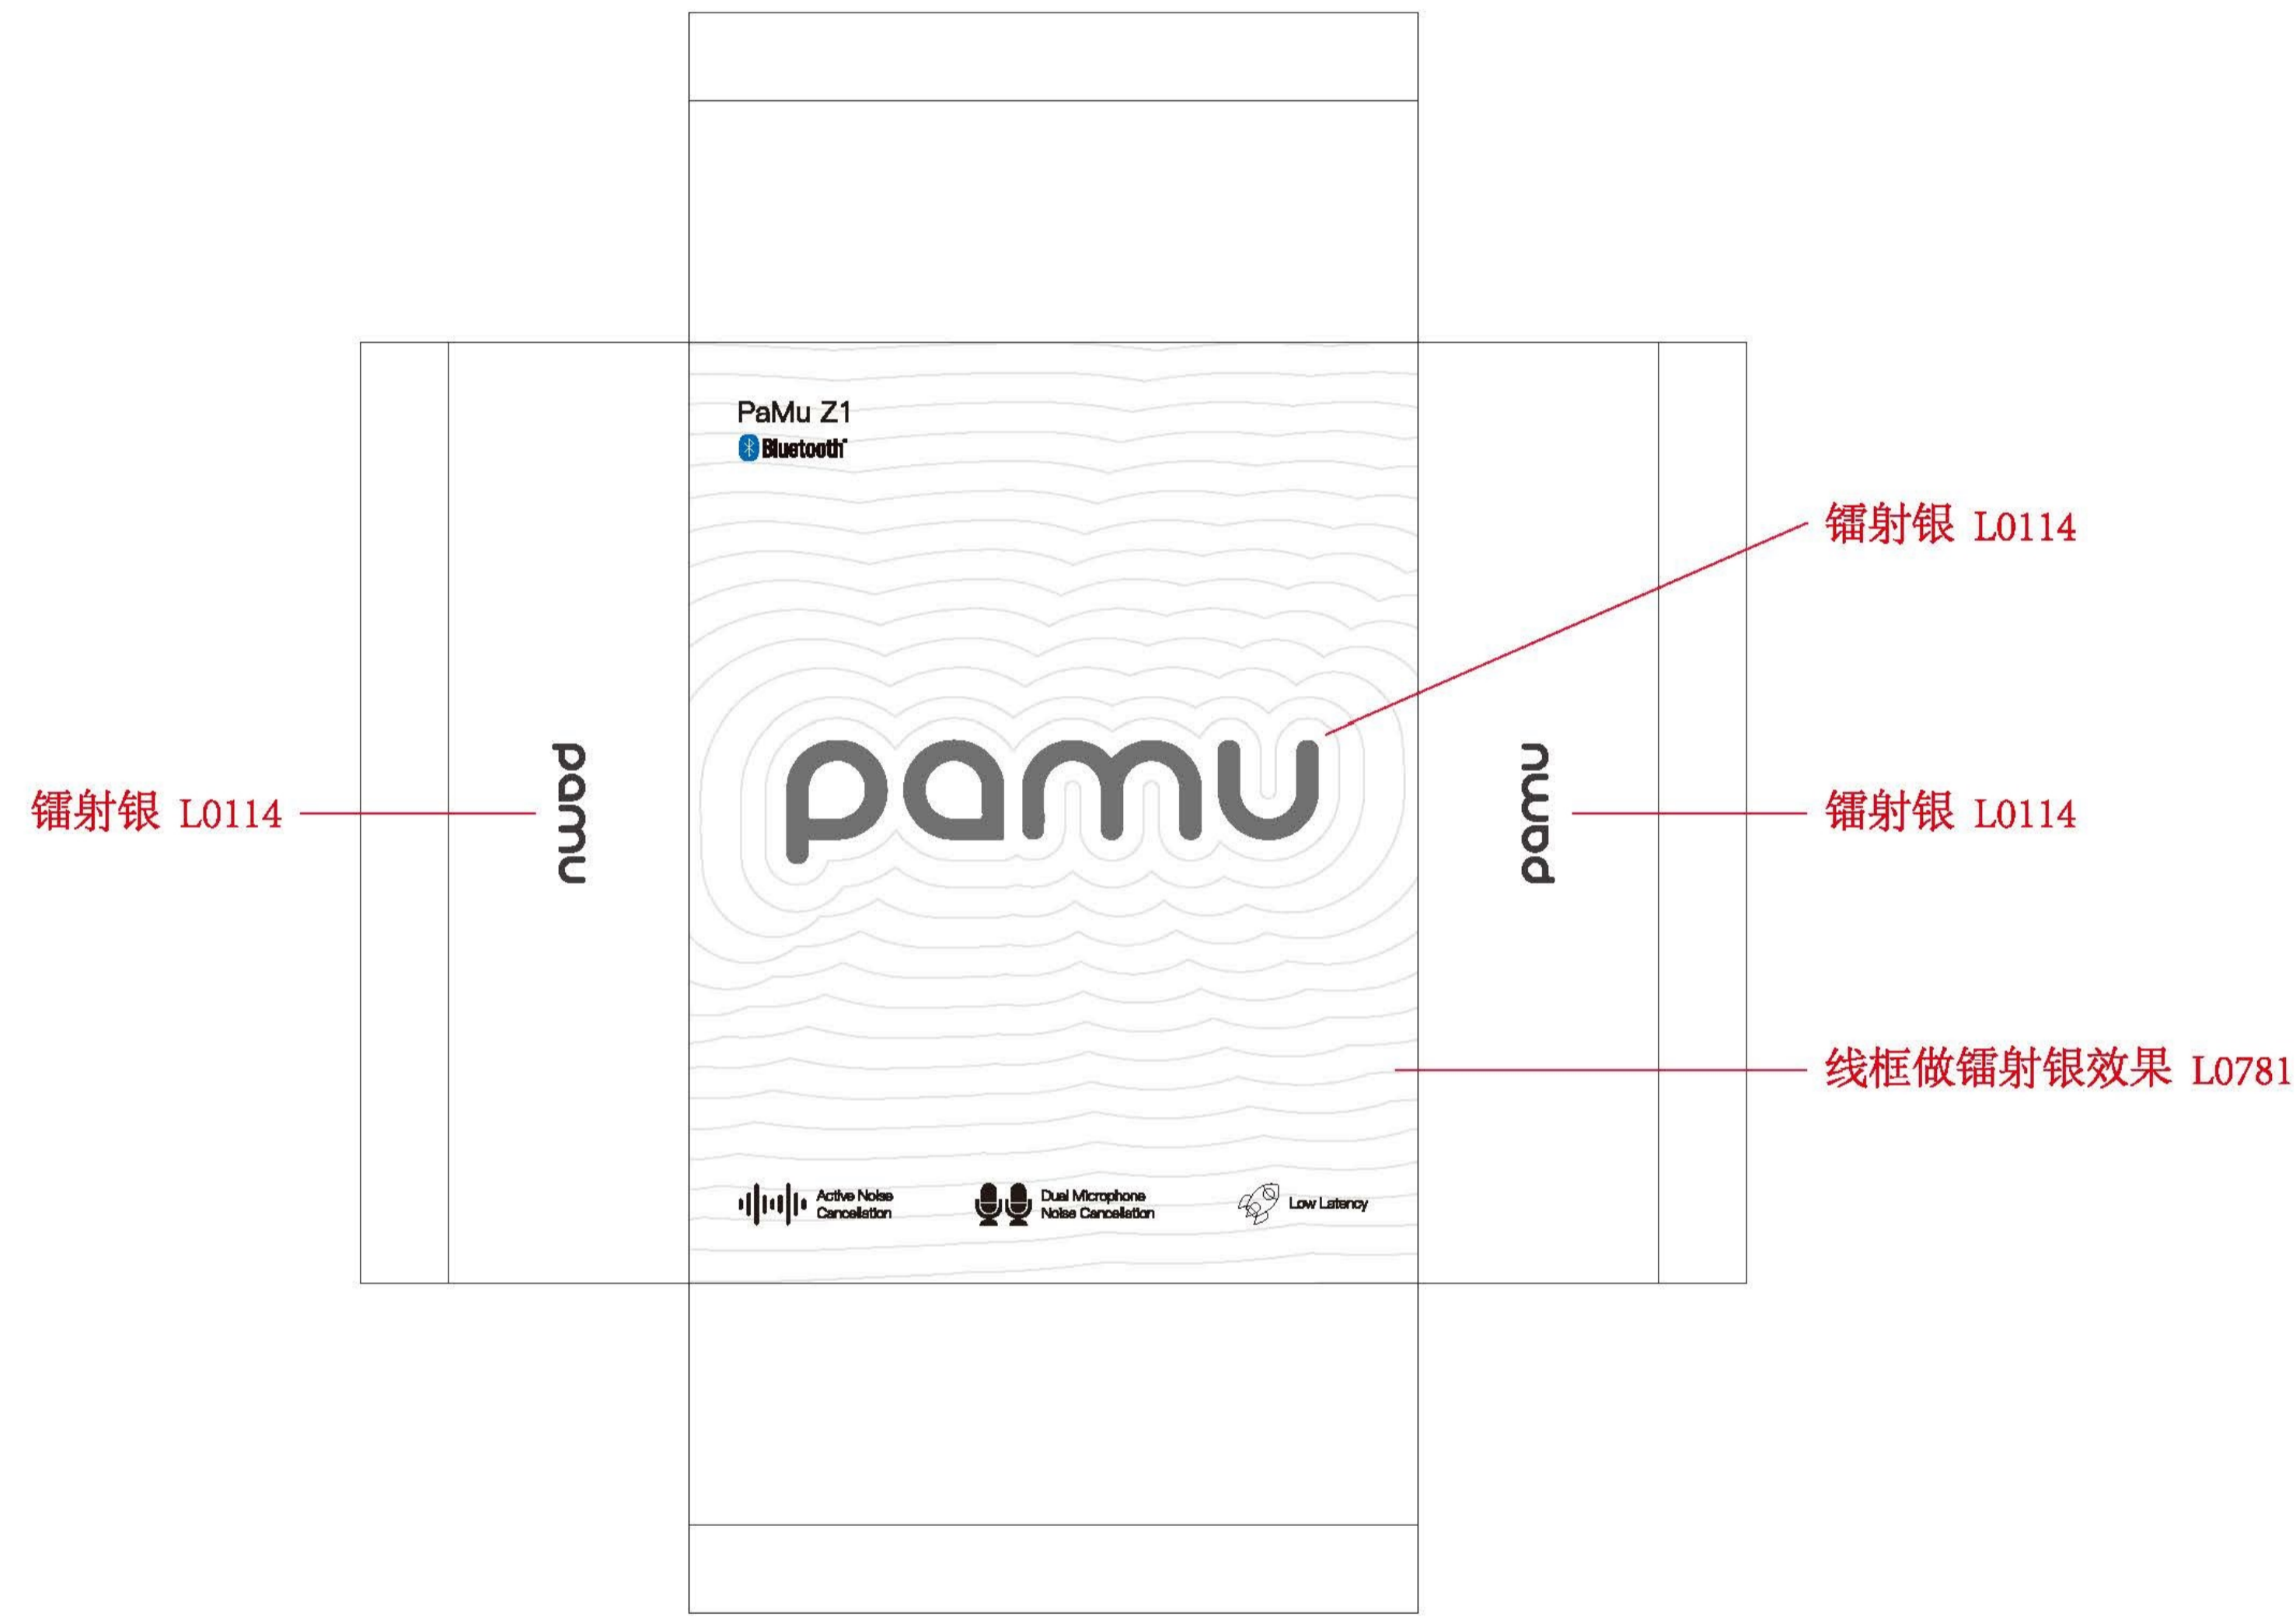 PaMu Z1
Bluetooth
镭射银 L0114
pamu
镭射银 L0114
pamu
pamu
镭射银 L0114
线框做镭射银效果 L0781
Active Noise
Cancellation
Dual Microphone
Noise Cancellation
Low Latency